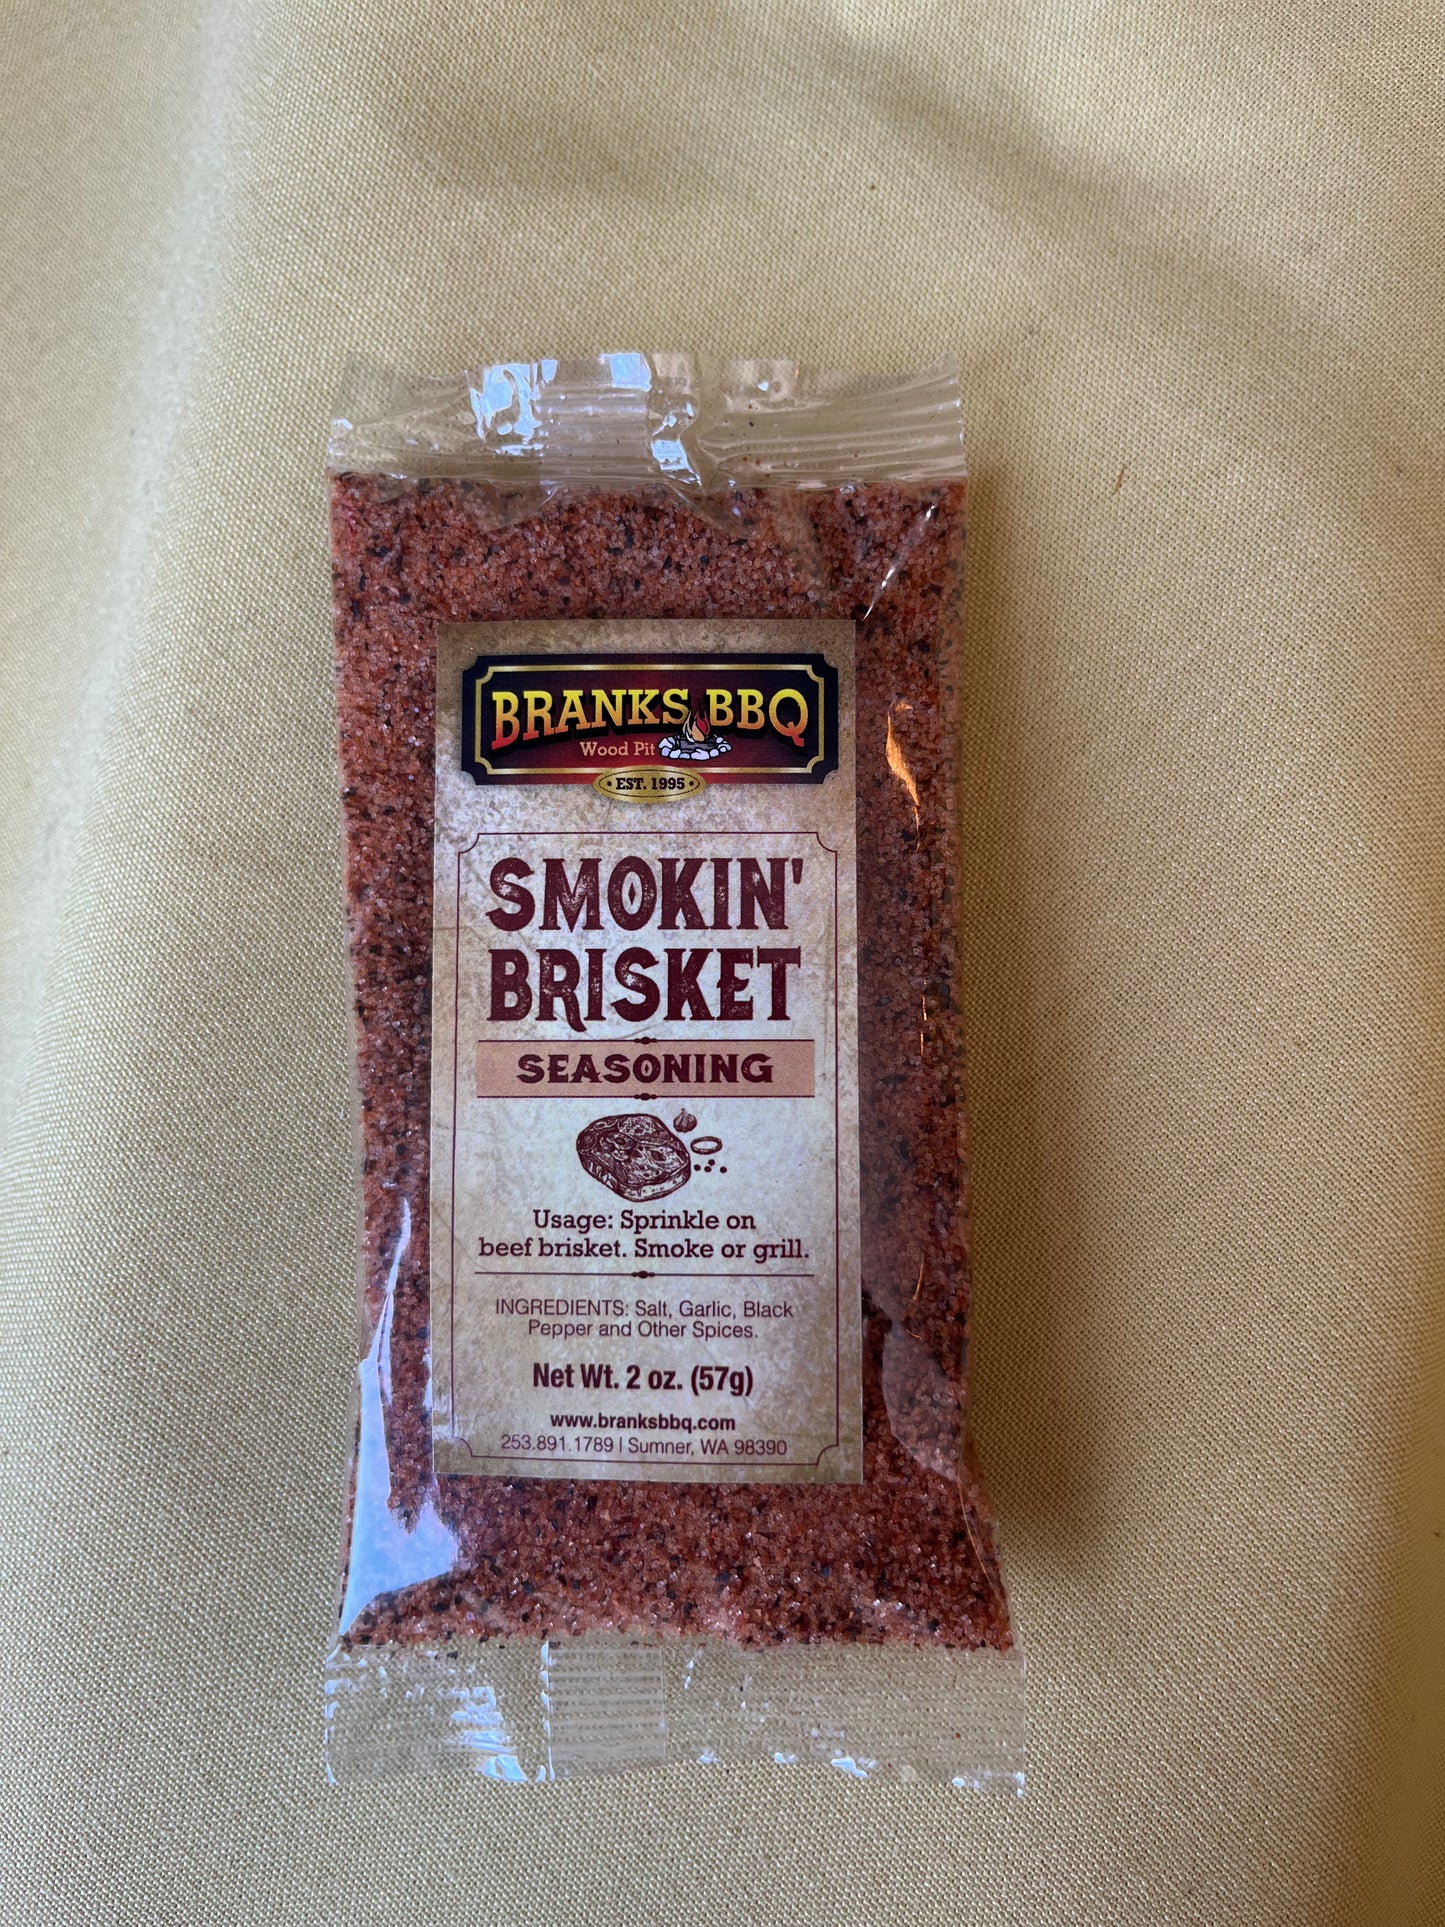 BRANKS BBQ
Wood Pit
• EST. 1995 •
SMOKIN'
BRISKET
SEASONING
Usage: Sprinkle on
beef brisket. Smoke or grill.
INGREDIENTS: Salt, Garlic, Black
Pepper and Other Spices.
Net Wt. 2 oz. (57g)
www.branksbbq.com
253.891.1789 | Sumner, WA 98390